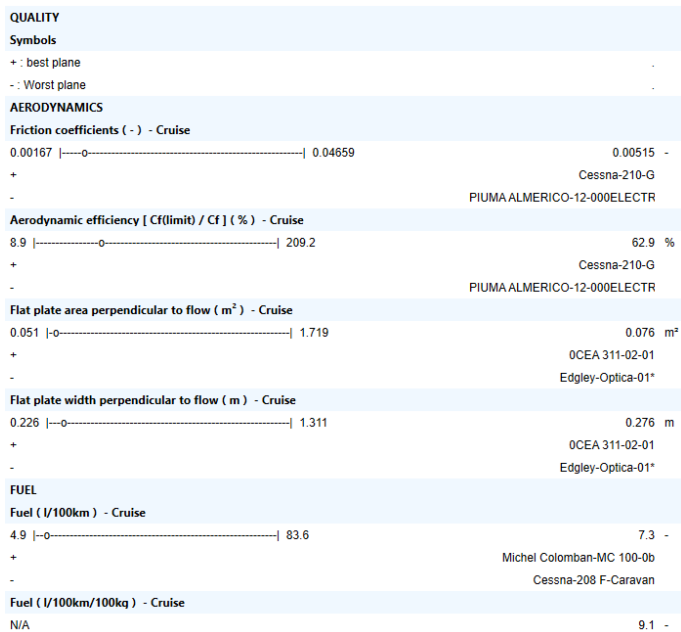 QUALITY
Symbols
+ : best plane .
- : Worst plane .
AERODYNAMICS
Friction coefficients ( - ) - Cruise
0.00167 |-----o-------------------------------------------------------| 0.04659 0.00515 -
+ Cessna-210-G
- PIUMA ALMERICO-12-000ELECTR
Aerodynamic efficiency [ Cf(limit) / Cf ] ( % ) - Cruise
8.9 |----------------o--------------------------------------------| 209.2 62.9 %
+ Cessna-210-G
- PIUMA ALMERICO-12-000ELECTR
Flat plate area perpendicular to flow ( m² ) - Cruise
0.051 |-o-----------------------------------------------------------| 1.719 0.076 m²
+ 0CEA 311-02-01
- Edgley-Optica-01*
Flat plate width perpendicular to flow ( m ) - Cruise
0.226 |---o---------------------------------------------------------| 1.311 0.276 m
+ 0CEA 311-02-01
- Edgley-Optica-01*
FUEL
Fuel ( l/100km ) - Cruise
4.9 |--o----------------------------------------------------------| 83.6 7.3 -
+ Michel Colomban-MC 100-0b
- Cessna-208 F-Caravan
Fuel ( l/100km/100kg ) - Cruise
N/A 9.1 -